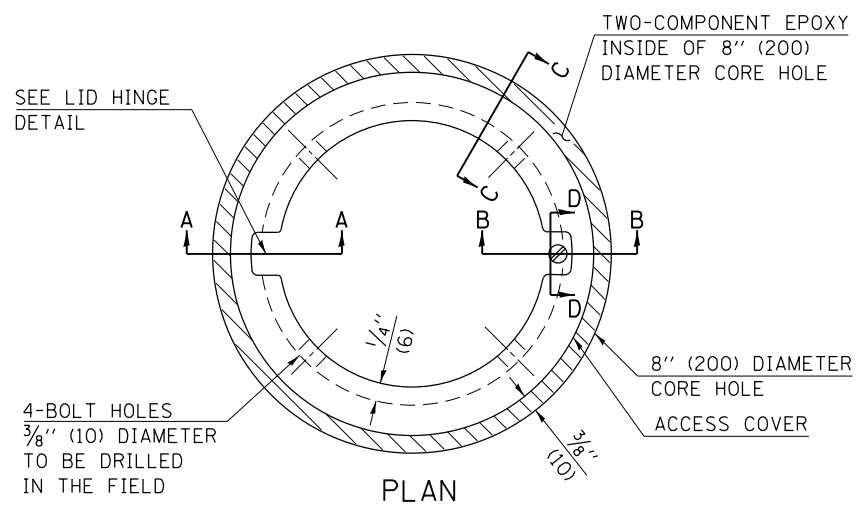 TWO-COMPONENT EPOXY
INSIDE OF 8" (200)
DIAMETER CORE HOLE
SEE LID HINGE
DETAIL
C
C
A
A
B
B
D
D
1/4"
(6)
8" (200) DIAMETER
CORE HOLE
ACCESS COVER
4-BOLT HOLES
3/8" (10) DIAMETER
TO BE DRILLED
IN THE FIELD
3/8"
(10)
PLAN